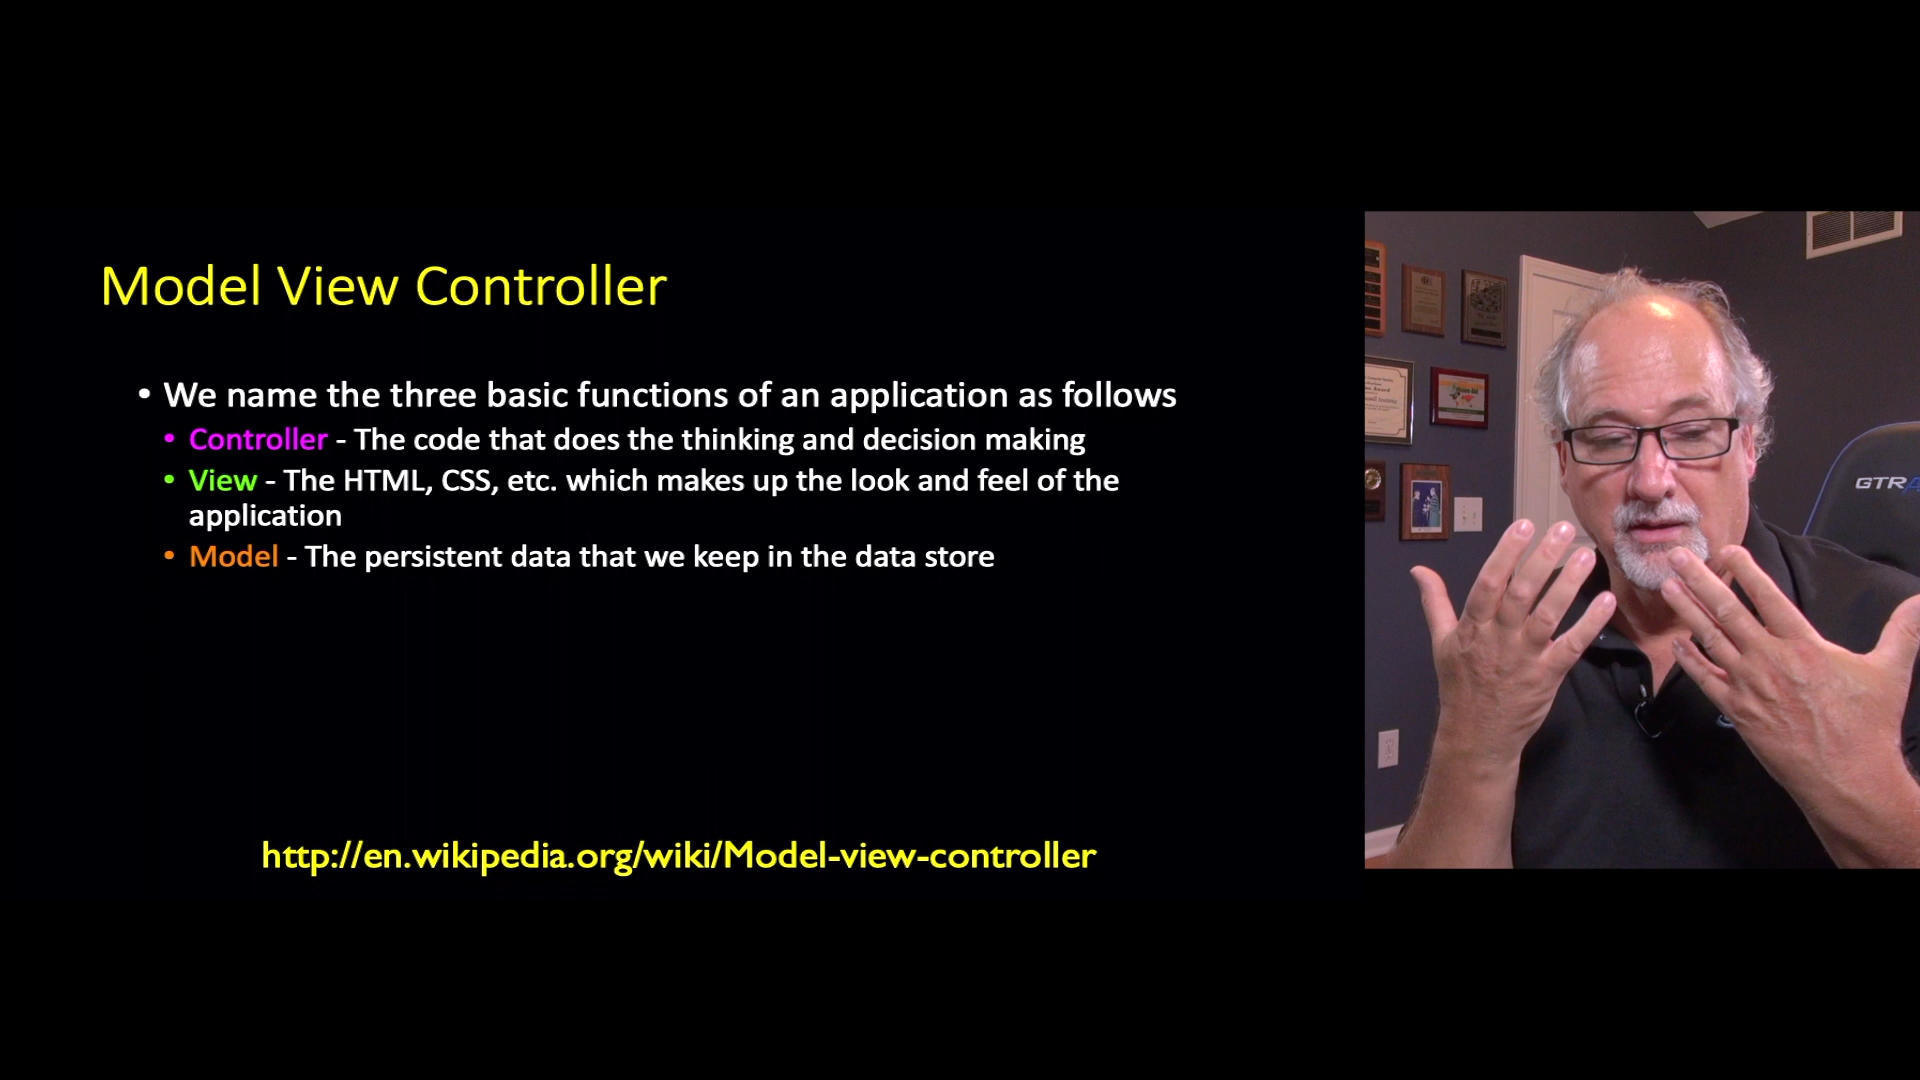 Model View Controller
• We name the three basic functions of an application as follows
• Controller - The code that does the thinking and decision making
• View - The HTML, CSS, etc. which makes up the look and feel of the
application
• Model - The persistent data that we keep in the data store
http://en.wikipedia.org/wiki/Model-view-controller
GTR